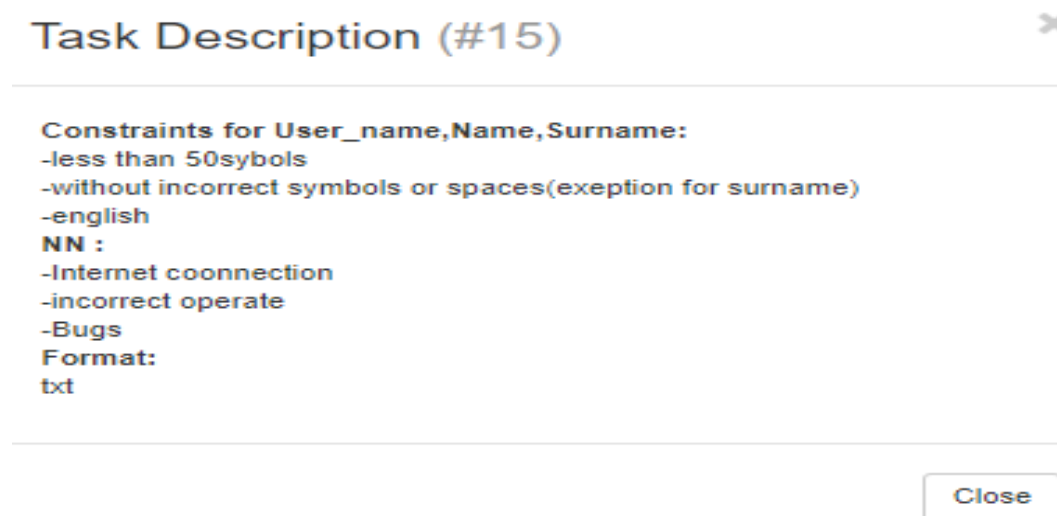 Task Description (#15)
Constraints for User_name,Name,Surname:
-less than 50sybols
-without incorrect symbols or spaces(exeption for surname)
-english
NN :
-Internet coonnection
-incorrect operate
-Bugs
Format:
txt
Close